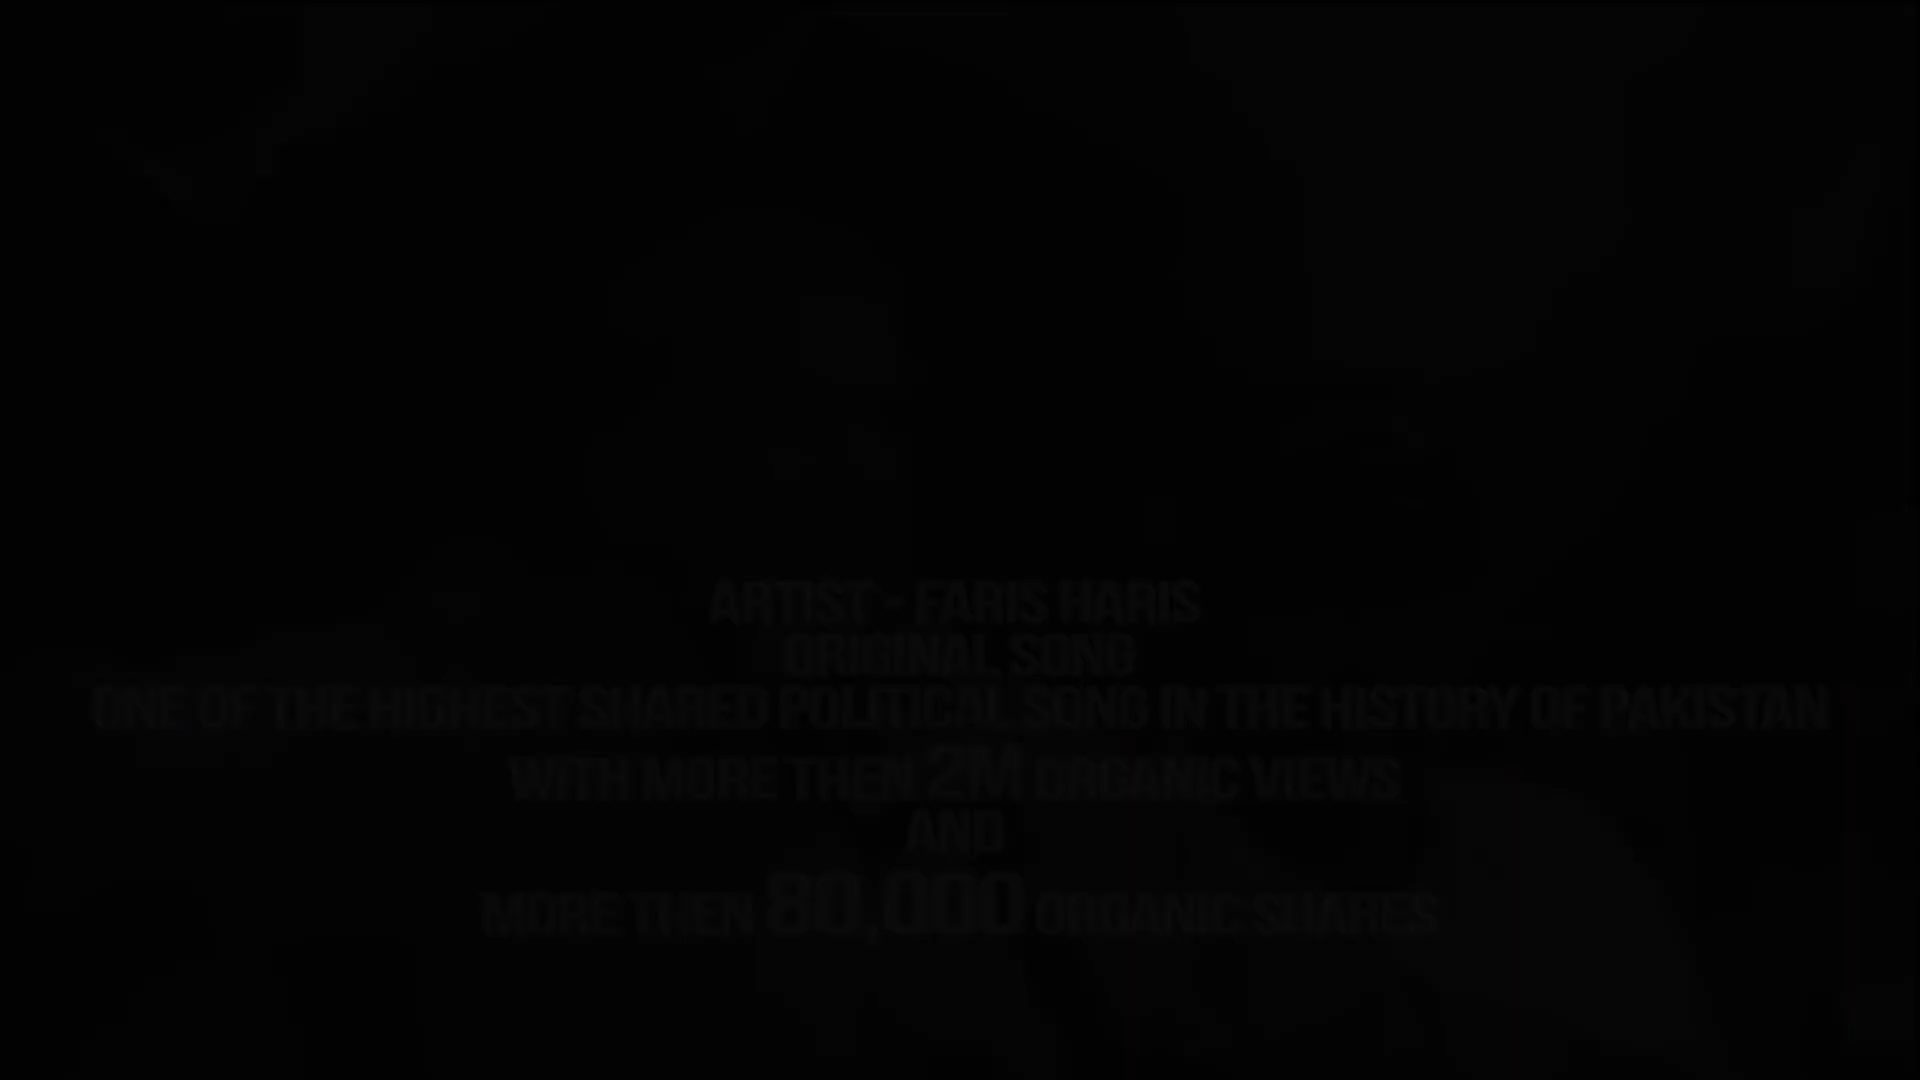 ARTIST - FARIS HARIS
ORIGINAL SONG
ONE OF THE HIGHEST SHARED POLITICAL SONG IN THE HISTORY OF PAKISTAN
WITH MORE THEN 2M ORGANIC VIEWS
AND
MORE THEN 80,000 ORGANIC SHARES